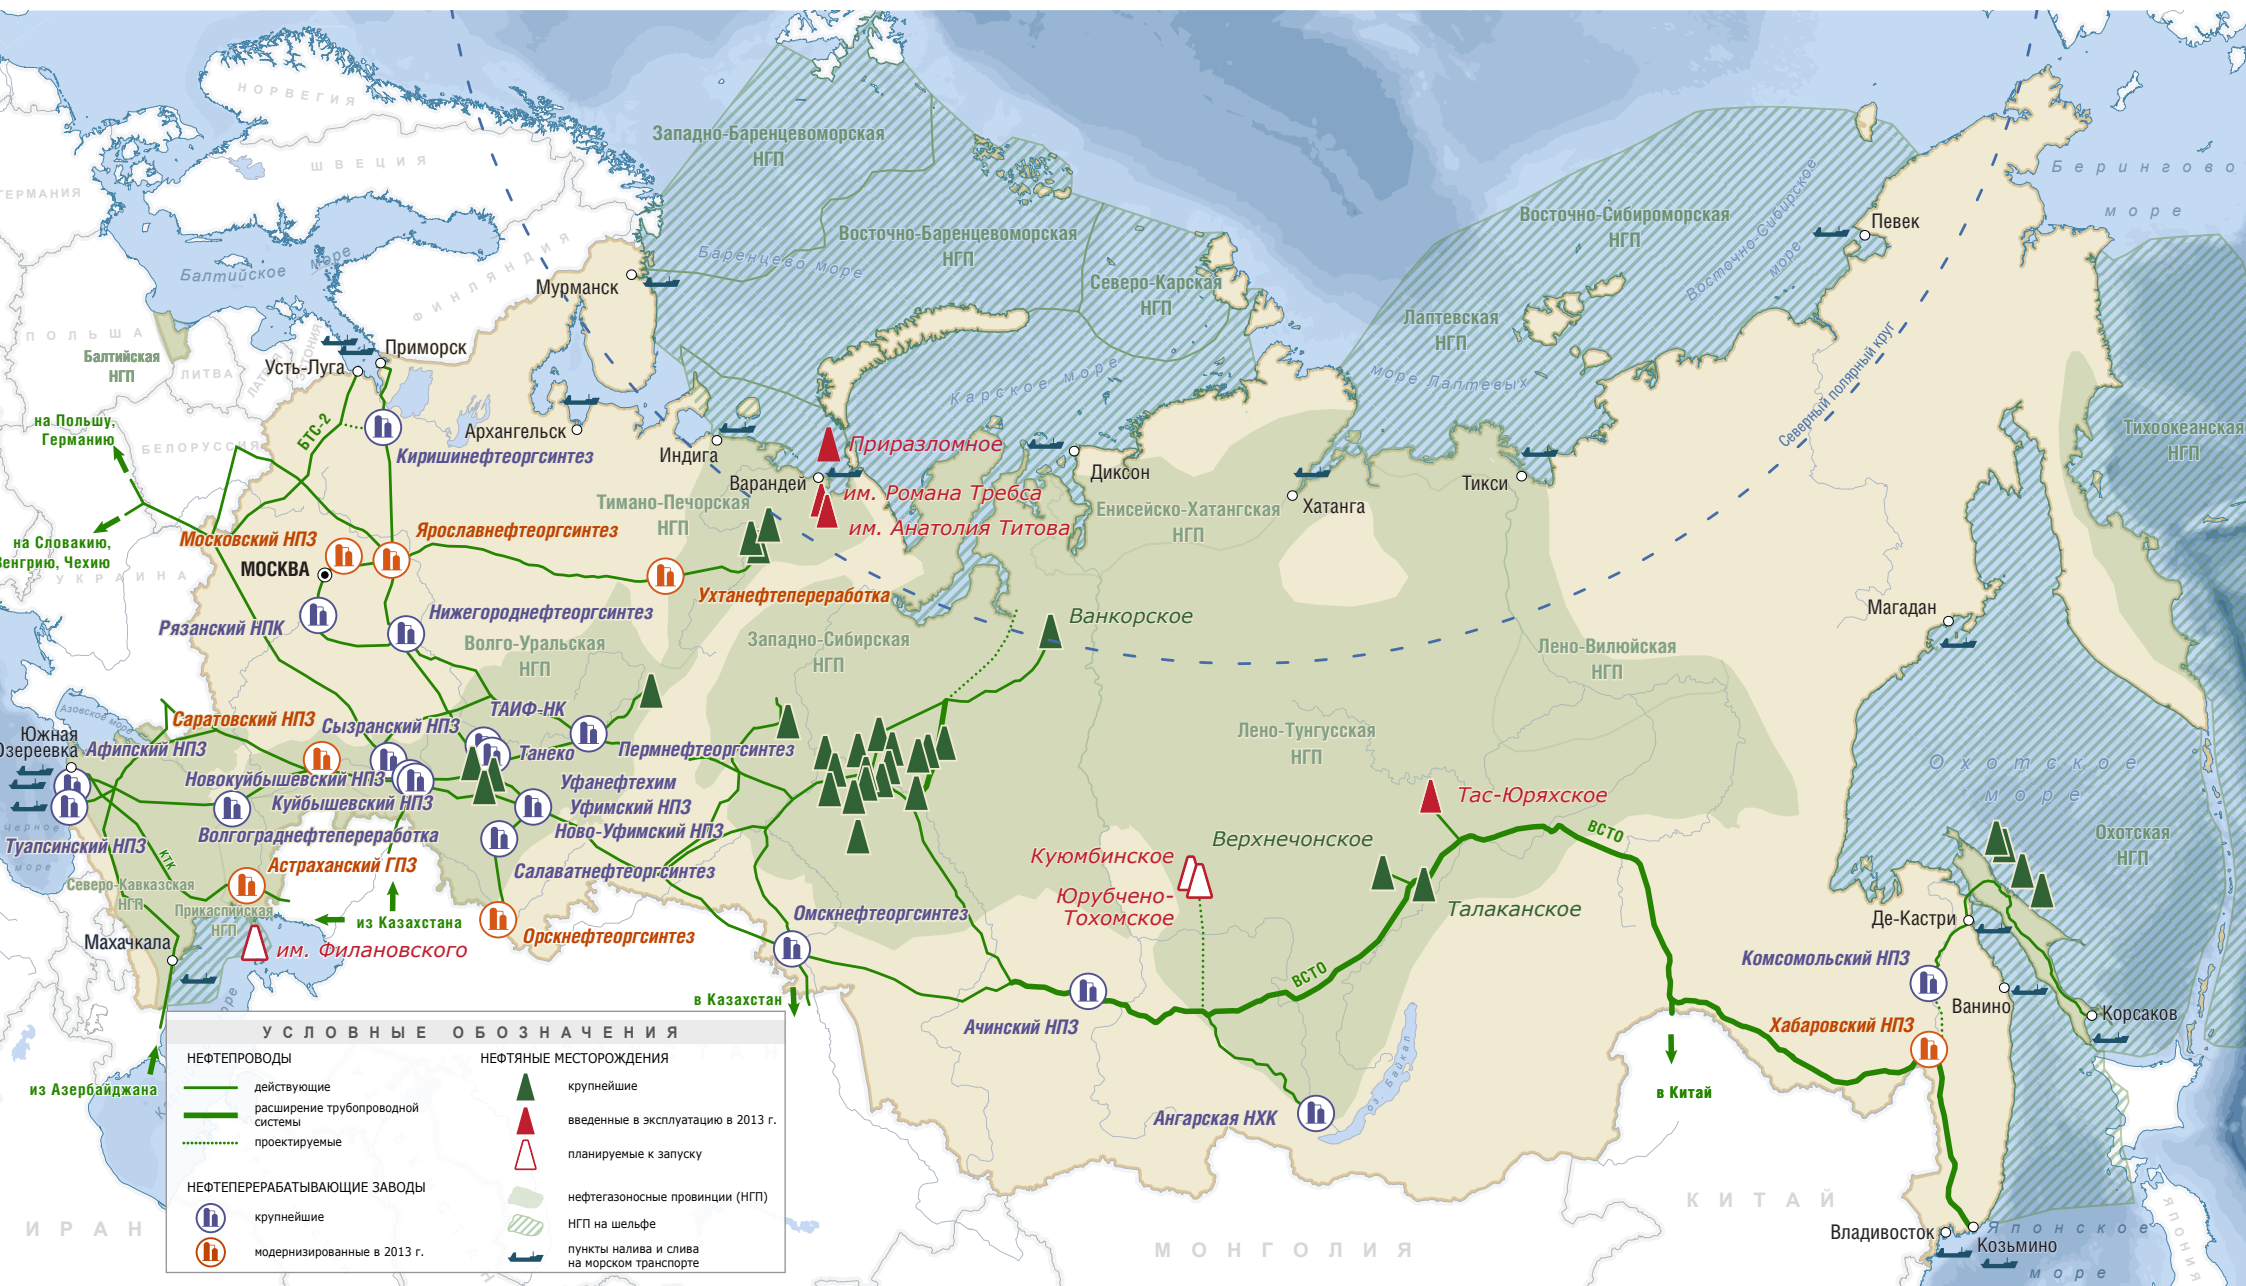 НОРВЕГИЯ
ШВЕЦИЯ
ГЕРМАНИЯ
ФИНЛЯНДИЯ
Балтийское море
ПОЛЬША
Балтийская
НГП
ЛИТВА
ЛАТВИЯ
ЭСТОНИЯ
БЕЛОРУССИЯ
УКРАИНА
Западно-Баренцевоморская
НГП
Баренцево море
Восточно-Баренцевоморская
НГП
Северо-Карская
НГП
Карское море
Лаптевская
НГП
море Лаптевых
Восточно-Сибироморская
НГП
Восточно-Сибирское
море
Певек
Берингово
море
Северный полярный круг
Тихоокеанская
НГП
Мурманск
Приморск
Усть-Луга
на Польшу,
Германию
БТС-2
Киришинефтеоргсинтез
Архангельск
Индига
Варандей
Приразломное
им. Романа Требса
им. Анатолия Титова
Диксон
Хатанга
Тикси
Тимано-Печорская
НГП
Енисейско-Хатангская
НГП
на Словакию,
Венгрию, Чехию
Московский НПЗ
Ярославнефтеоргсинтез
МОСКВА
Ухтанефтепереработка
Рязанский НПК
Нижегороднефтеоргсинтез
Волго-Уральская
НГП
Западно-Сибирская
НГП
Ванкорское
Лено-Вилюйская
НГП
Магадан
Азовское море
Южная
Озереевка
Афипский НПЗ
Саратовский НПЗ
Сызранский НПЗ
ТАИФ-НК
Танеко
Пермнефтеоргсинтез
Лено-Тунгусская
НГП
Охотское
море
Новокуйбышевский НПЗ
Куйбышевский НПЗ
Уфанефтехим
Уфимский НПЗ
Ново-Уфимский НПЗ
Волгограднефтепереработка
Черное
море
Туапсинский НПЗ
КТК
Астраханский ГПЗ
Салаватнефтеоргсинтез
Тас-Юряхское
ВСТО
Верхнечонское
Куюмбинское
Юрубчено-
Тохомское
Талаканское
Охотская
НГП
Северо-Кавказская
НГП
Прикаспийская
НГП
из Казахстана
Махачкала
им. Филановского
Орскнефтеоргсинтез
Омскнефтеоргсинтез
в Казахстан
ВСТО
Ачинский НПЗ
Ангарская НХК
оз. Байкал
Де-Кастри
Комсомольский НПЗ
Ванино
Корсаков
Хабаровский НПЗ
в Китай
из Азербайджана
ИРАН
МОНГОЛИЯ
КИТАЙ
Владивосток
Козьмино
Японское
море
ЯПОНИЯ
УСЛОВНЫЕ ОБОЗНАЧЕНИЯ
НЕФТЕПРОВОДЫ
действующие
расширение трубопроводной
системы
проектируемые
НЕФТЕПЕРЕРАБАТЫВАЮЩИЕ ЗАВОДЫ
крупнейшие
модернизированные в 2013 г.
НЕФТЯНЫЕ МЕСТОРОЖДЕНИЯ
крупнейшие
введенные в эксплуатацию в 2013 г.
планируемые к запуску
нефтегазоносные провинции (НГП)
НГП на шельфе
пункты налива и слива
на морском транспорте